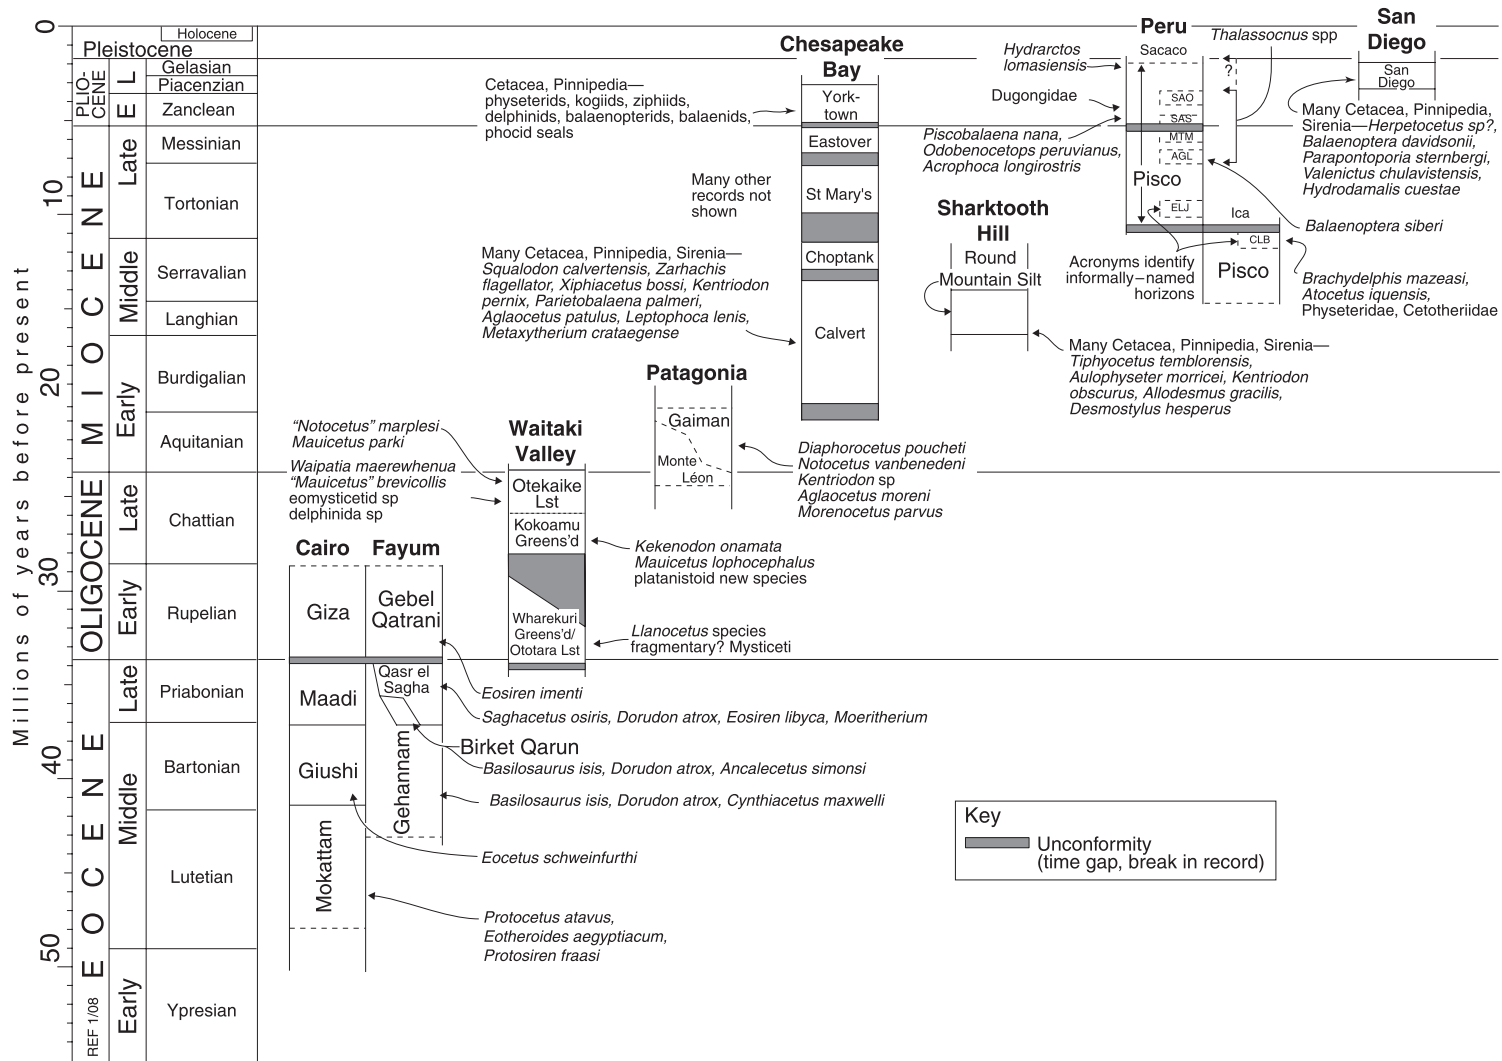 Millions of years before present
0
10
20
30
40
50
Holocene
Pleistocene
PLIO-
CENE
L
E
Gelasian
Piacenzian
Zanclean
MIOCENE
Late
Middle
Early
Messinian
Tortonian
Serravalian
Langhian
Burdigalian
Aquitanian
OLIGOCENE
Late
Early
Chattian
Rupelian
EOCENE
Late
Middle
Early
Priabonian
Bartonian
Lutetian
Ypresian
REF 1/08
Cairo
Giza
Maadi
Giushi
Mokattam
Fayum
Gebel
Qatrani
Qasr el
Sagha
Gehannam
Eosiren imenti
Saghacetus osiris, Dorudon atrox, Eosiren libyca, Moeritherium
Birket Qarun
Basilosaurus isis, Dorudon atrox, Ancalecetus simonsi
Basilosaurus isis, Dorudon atrox, Cynthiacetus maxwelli
Eocetus schweinfurthi
Protocetus atavus,
Eotheroides aegyptiacum,
Protosiren fraasi
Waitaki
Valley
Otekaike
Lst
Kokoamu
Greens'd
Wharekuri
Greens'd/
Ototara Lst
“Notocetus” marplesi
Mauicetus parki
Waipatia maerewhenua
“Mauicetus” brevicollis
eomysticetid sp
delphinida sp
Kekenodon onamata
Mauicetus lophocephalus
platanistoid new species
Llanocetus species
fragmentary? Mysticeti
Patagonia
Gaiman
Monte
Léon
Diaphorocetus poucheti
Notocetus vanbenedeni
Kentriodon sp
Aglaocetus moreni
Morenocetus parvus
Chesapeake
Bay
York-
town
Eastover
St Mary's
Choptank
Calvert
Cetacea, Pinnipedia—
physeterids, kogiids, ziphiids,
delphinids, balaenopterids, balaenids,
phocid seals
Many other
records not
shown
Many Cetacea, Pinnipedia, Sirenia—
Squalodon calvertensis, Zarhachis
flagellator, Xiphiacetus bossi, Kentriodon
pernix, Parietobalaena palmeri,
Aglaocetus patulus, Leptophoca lenis,
Metaxytherium crataegense
Sharktooth
Hill
Round
Mountain Silt
Many Cetacea, Pinnipedia, Sirenia—
Tiphyocetus temblorensis,
Aulophyseter morricei, Kentriodon
obscurus, Allodesmus gracilis,
Desmostylus hesperus
Peru
Sacaco
SAO
SAS
MTM
AGL
Pisco
ELJ
Ica
CLB
Pisco
?
Hydrarctos
lomasiensis
Dugongidae
Piscobalaena nana,
Odobenocetops peruvianus,
Acrophoca longirostris
Acronyms identify
informally–named
horizons
Thalassocnus spp
Balaenoptera siberi
Brachydelphis mazeasi,
Atocetus iquensis,
Physeteridae, Cetotheriidae
San
Diego
San
Diego
Many Cetacea, Pinnipedia,
Sirenia—Herpetocetus sp?,
Balaenoptera davidsonii,
Parapontoporia sternbergi,
Valenictus chulavistensis,
Hydrodamalis cuestae
Key
Unconformity
(time gap, break in record)